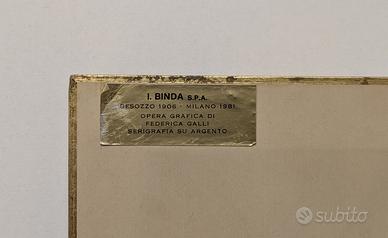 I. BINDA S.P.A.
BESOZZO 1906 - MILANO 1981
OPERA GRAFICA DI
FEDERICA GALLI
SERIGRAFIA SU ARGENTO
subito